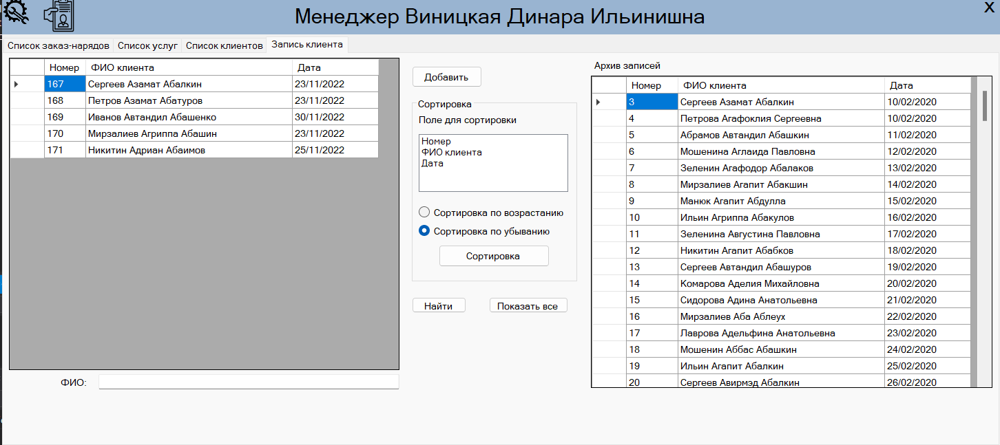 Менеджер Виницкая Динара Ильинишна
X
Список заказ-нарядов Список услуг Список клиентов Запись клиента
Номер ФИО клиента Дата
167 Сергеев Азамат Абалкин 23/11/2022
168 Петров Азамат Абатуров 23/11/2022
169 Иванов Автандил Абашенко 30/11/2022
170 Мирзалиев Агриппа Абашин 23/11/2022
171 Никитин Адриан Абаимов 25/11/2022
ФИО:
Добавить
Сортировка
Поле для сортировки
Номер
ФИО клиента
Дата
Сортировка по возрастанию
Сортировка по убыванию
Сортировка
Найти Показать все
Архив записей
Номер ФИО клиента Дата
3 Сергеев Азамат Абалкин 10/02/2020
4 Петрова Агафоклия Сергеевна 10/02/2020
5 Абрамов Автандил Абашкин 11/02/2020
6 Мошенина Аглаида Павловна 12/02/2020
7 Зеленин Агафодор Абалаков 13/02/2020
8 Мирзалиев Агапит Абакшин 14/02/2020
9 Манюк Агапит Абдулла 15/02/2020
10 Ильин Агриппа Абакулов 16/02/2020
11 Зеленина Августина Павловна 17/02/2020
12 Никитин Агапит Абабков 18/02/2020
13 Сергеев Автандил Абашуров 19/02/2020
14 Комарова Аделия Михайловна 20/02/2020
15 Сидорова Адина Анатольевна 21/02/2020
16 Мирзалиев Аба Аблеух 22/02/2020
17 Лаврова Адельфина Анатольевна 23/02/2020
18 Мошенин Аббас Абашкин 24/02/2020
19 Ильин Агапит Абалкин 25/02/2020
20 Сергеев Авирмэд Абалкин 26/02/2020